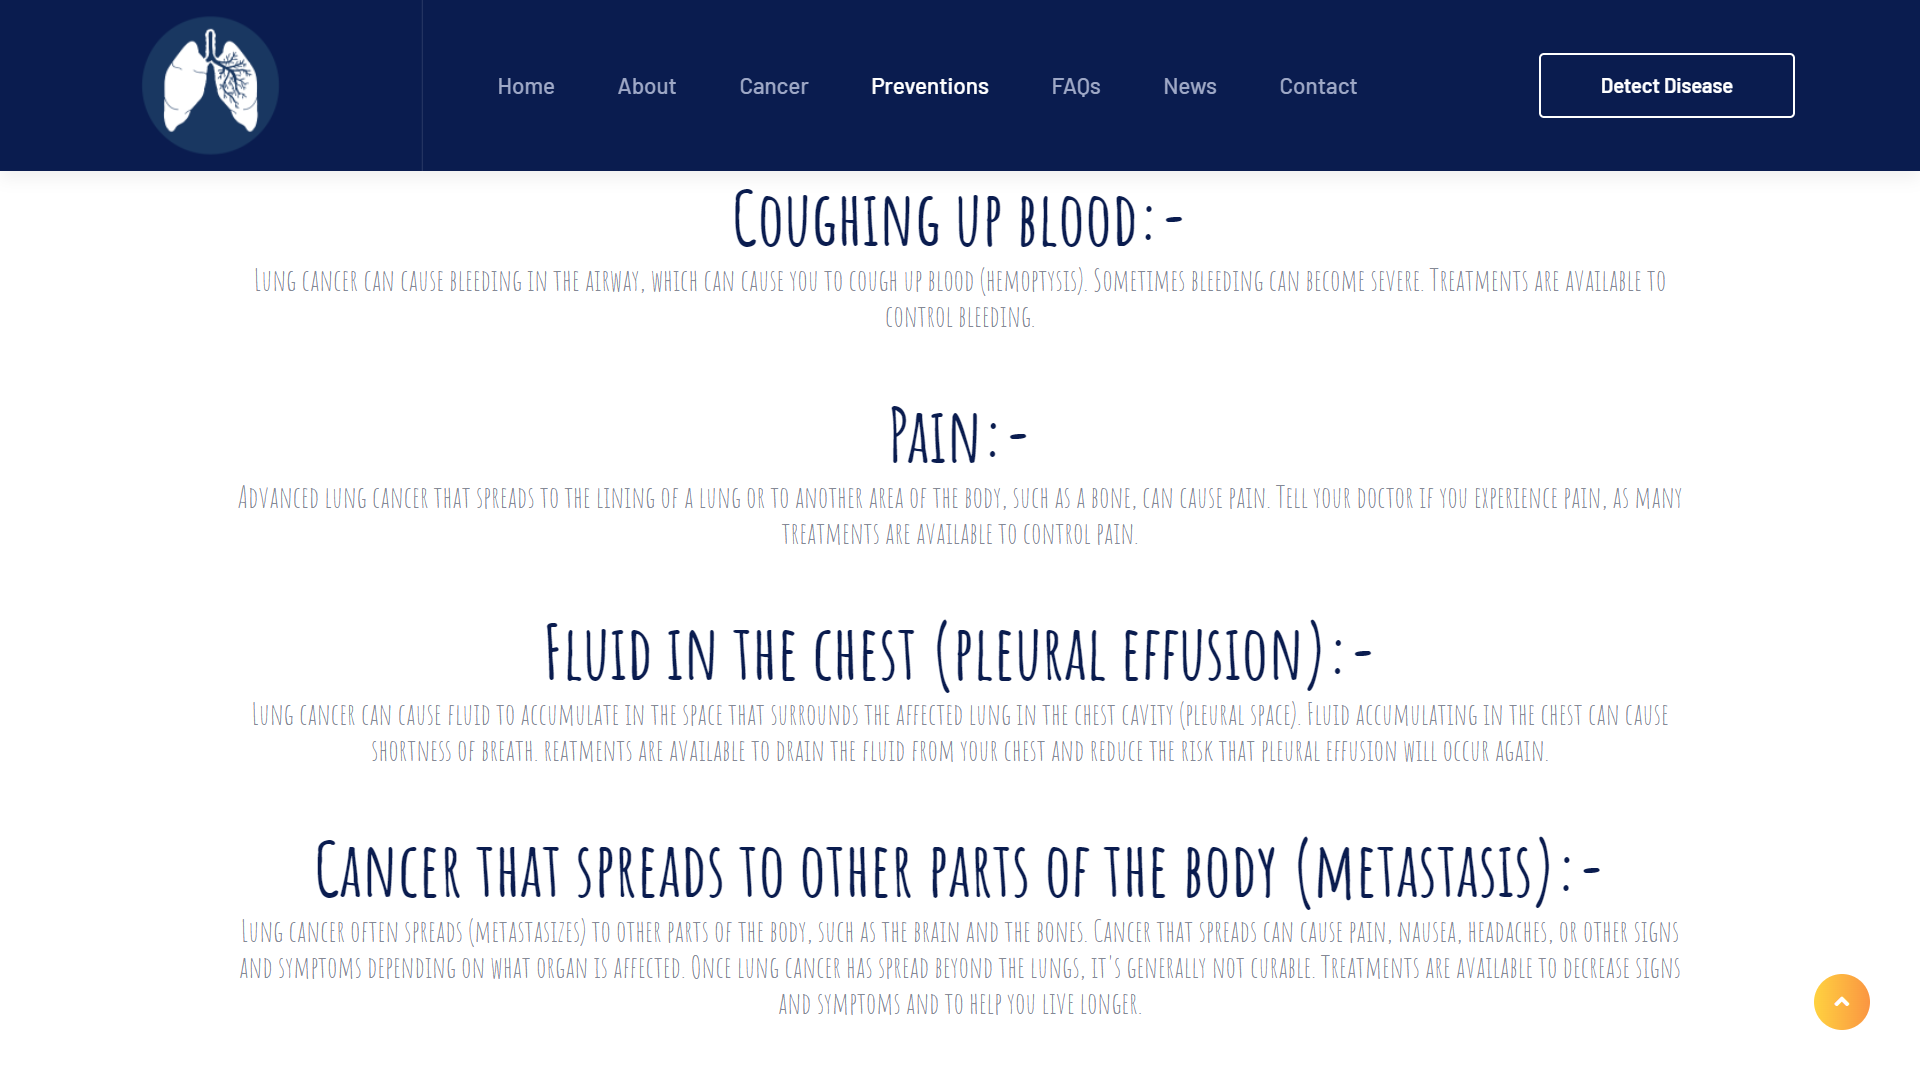 Home About Cancer Preventions FAQs News Contact Detect Disease
Coughing up blood:-
Lung cancer can cause bleeding in the airway, which can cause you to cough up blood (hemoptysis). Sometimes bleeding can become severe. Treatments are available to
control bleeding.
Pain:-
Advanced lung cancer that spreads to the lining of a lung or to another area of the body, such as a bone, can cause pain. Tell your doctor if you experience pain, as many
treatments are available to control pain.
Fluid in the chest (pleural effusion):-
Lung cancer can cause fluid to accumulate in the space that surrounds the affected lung in the chest cavity (pleural space). Fluid accumulating in the chest can cause
shortness of breath. reatments are available to drain the fluid from your chest and reduce the risk that pleural effusion will occur again.
Cancer that spreads to other parts of the body (metastasis):-
Lung cancer often spreads (metastasizes) to other parts of the body, such as the brain and the bones. Cancer that spreads can cause pain, nausea, headaches, or other signs
and symptoms depending on what organ is affected. Once lung cancer has spread beyond the lungs, it's generally not curable. Treatments are available to decrease signs
and symptoms and to help you live longer.